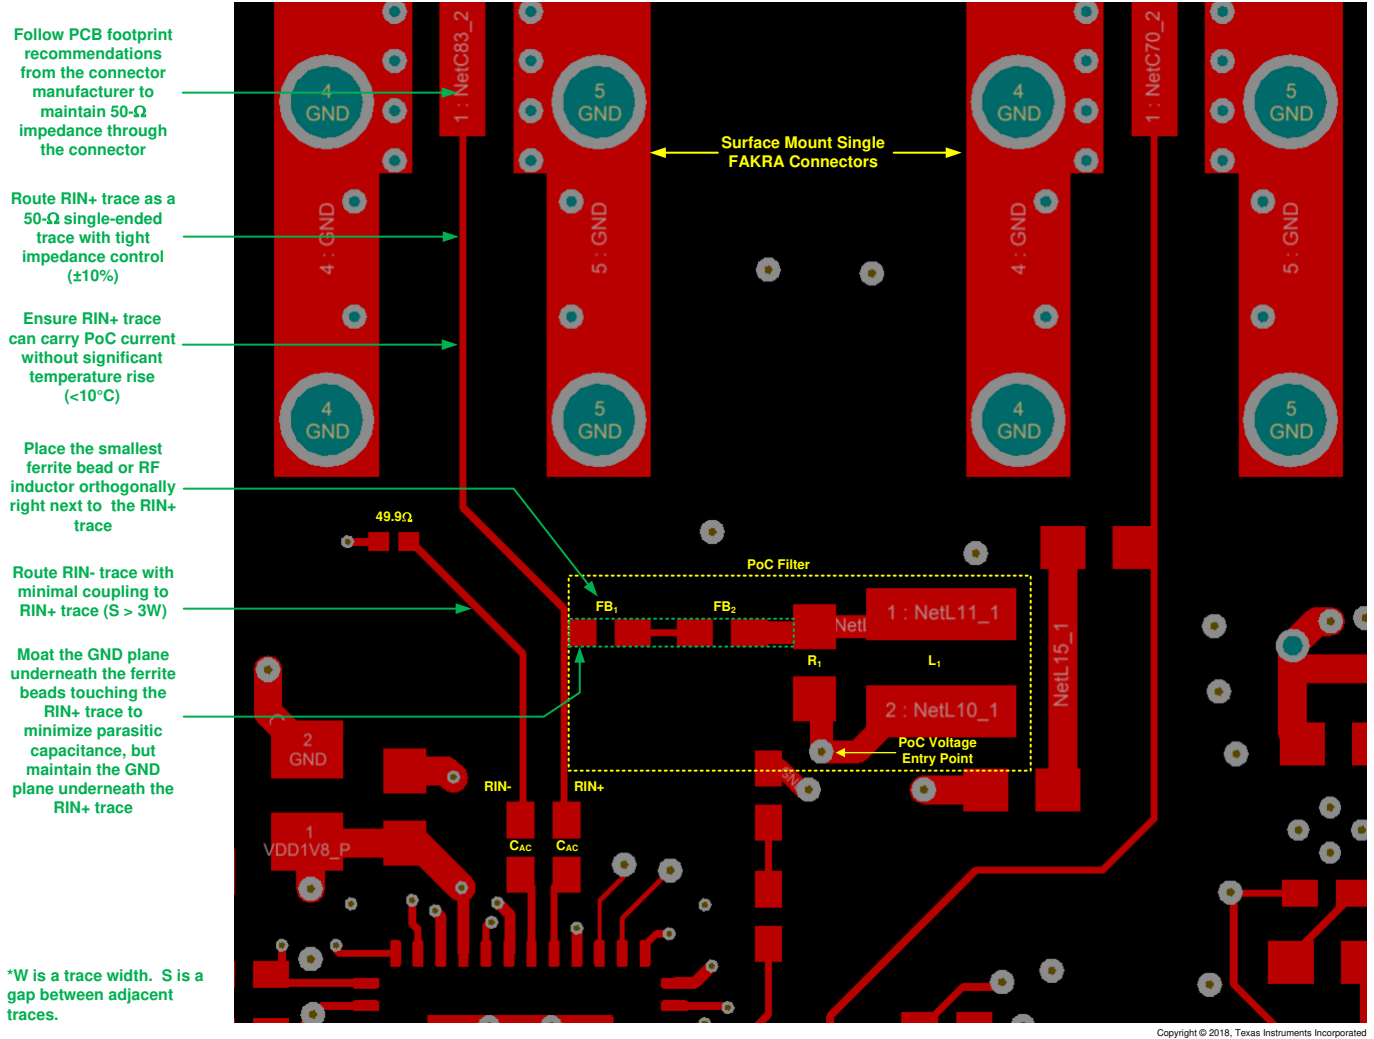 Follow PCB footprint
recommendations
from the connector
manufacturer to
maintain 50-Ω
impedance through
the connector
Route RIN+ trace as a
50-Ω single-ended
trace with tight
impedance control
(±10%)
Ensure RIN+ trace
can carry PoC current
without significant
temperature rise
(<10°C)
Place the smallest
ferrite bead or RF
inductor orthogonally
right next to the RIN+
trace
Route RIN- trace with
minimal coupling to
RIN+ trace (S > 3W)
Moat the GND plane
underneath the ferrite
beads touching the
RIN+ trace to
minimize parasitic
capacitance, but
maintain the GND
plane underneath the
RIN+ trace
*W is a trace width. S is a
gap between adjacent
traces.
4
GND
1 : NetC83_2
5
GND
Surface Mount Single
FAKRA Connectors
4
GND
1 : NetC70_2
5
GND
4 : GND
5 : GND
4 : GND
5 : GND
4
GND
5
GND
4
GND
5
GND
49.9Ω
PoC Filter
FB1
FB2
NetL
1 : NetL11_1
R1
L1
NetL15_1
2 : NetL10_1
PoC Voltage
Entry Point
2
GND
RIN-
RIN+
GND
1
VDD1V8_P
CAC
CAC
Copyright © 2018, Texas Instruments Incorporated